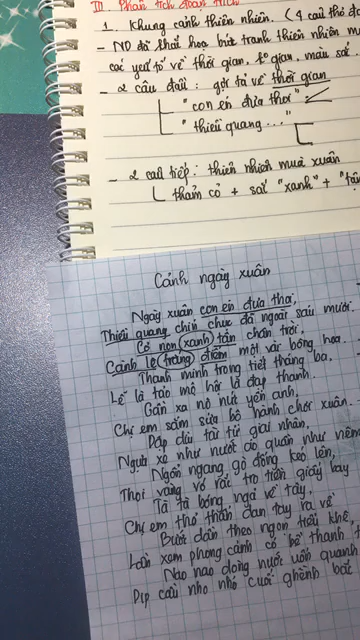 III. Phân tích đoạn trích
1. Khung cảnh thiên nhiên. (4 câu thơ đ
- ND đã khái họa bức tranh thiên nhiên m
các yếu tố về thời gian, ko gian, màu sắc.
- 2 câu đầu: gợi tả về thời gian
"con én đưa thoi"
"thiều quang..."
- 2 câu tiếp: thiên nhiên mùa xuân
thảm cỏ + sắc "xanh" + "
Cảnh ngày xuân
Ngày xuân con én đưa thoi,
Thiều quang chín chục đã ngoài sáu mươi.
Cỏ non xanh tận chân trời,
Cành lê trắng điểm một vài bông hoa.
Thanh minh trong tiết tháng ba,
Lễ là tảo mộ hội là đạp thanh
Gần xa nô nức yến anh,
Chị em sắm sửa bộ hành chơi xuân.
Dập dìu tài tử giai nhân,
Ngựa xe như nước áo quần như nêm
Ngổn ngang gò đống kéo lên,
Thoi vàng vó rắc tro tiền giấy bay
Tà tà bóng ngả về tây,
Chị em thơ thẩn dan tay ra về
Bước dần theo ngọn tiểu khê,
Lần xem phong cảnh có bề thanh t
Nao nao dòng nước uốn quanh
Dịp cầu nho nhỏ cuối ghềnh bắc